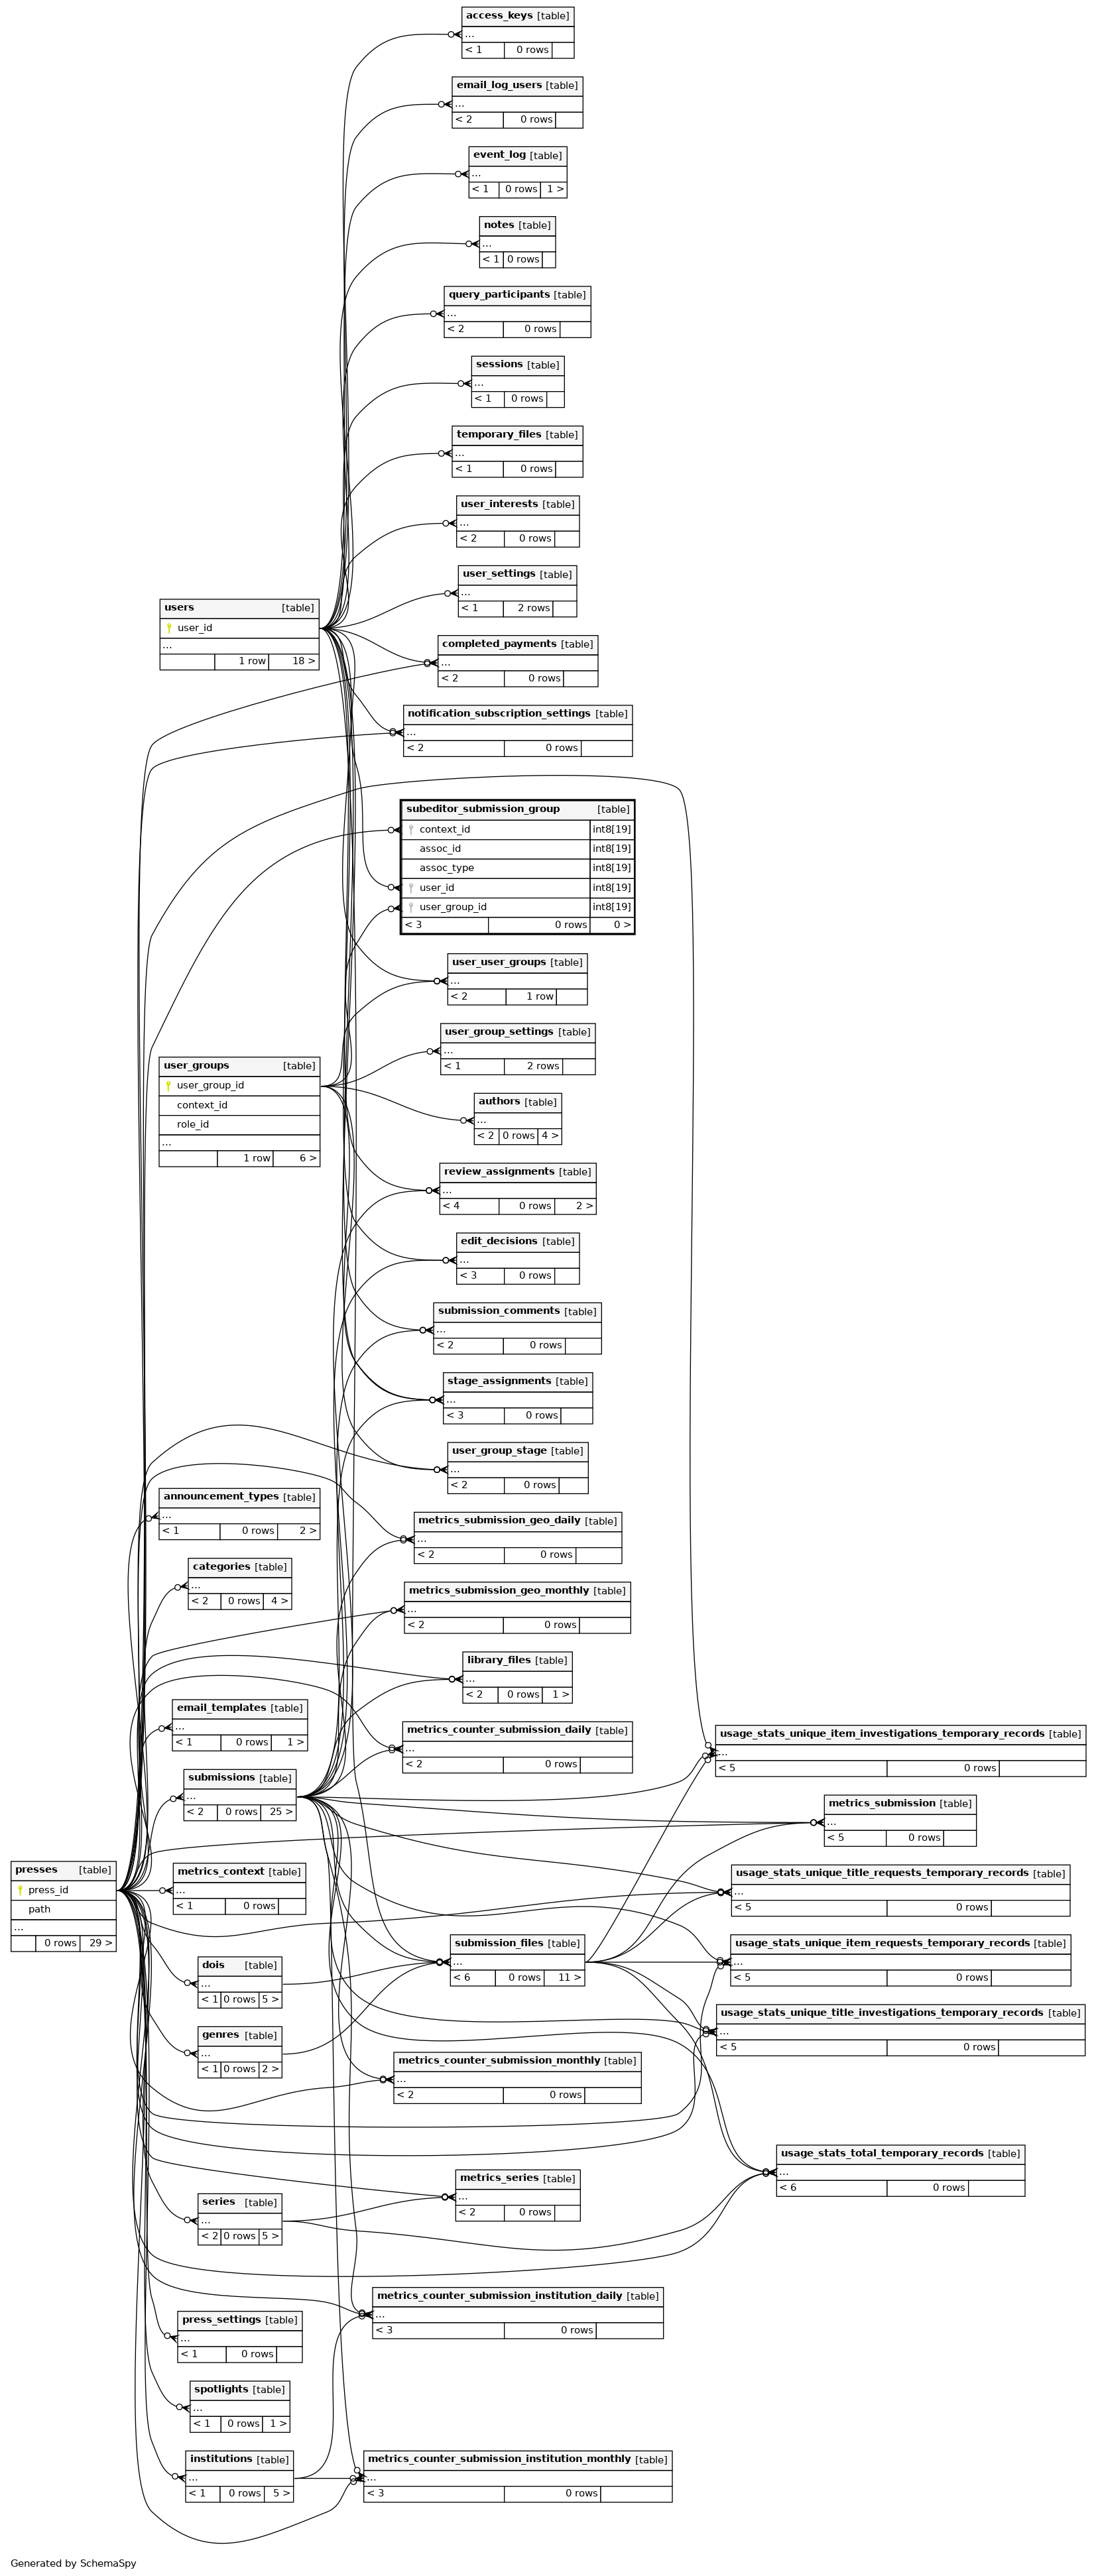 access_keys [table]
...
< 1 0 rows
email_log_users [table]
...
< 2 0 rows
event_log [table]
...
< 1 0 rows 1 >
notes [table]
...
< 1 0 rows
query_participants [table]
...
< 2 0 rows
sessions [table]
...
< 1 0 rows
temporary_files [table]
...
< 1 0 rows
user_interests [table]
...
< 2 0 rows
user_settings [table]
...
< 1 2 rows
users [table]
user_id
...
1 row 18 >
completed_payments [table]
...
< 2 0 rows
notification_subscription_settings [table]
...
< 2 0 rows
subeditor_submission_group [table]
context_id int8[19]
assoc_id int8[19]
assoc_type int8[19]
user_id int8[19]
user_group_id int8[19]
< 3 0 rows 0 >
user_user_groups [table]
...
< 2 1 row
user_group_settings [table]
...
< 1 2 rows
user_groups [table]
user_group_id
context_id
role_id
...
1 row 6 >
authors [table]
...
< 2 0 rows 4 >
review_assignments [table]
...
< 4 0 rows 2 >
edit_decisions [table]
...
< 3 0 rows
submission_comments [table]
...
< 2 0 rows
stage_assignments [table]
...
< 3 0 rows
user_group_stage [table]
...
< 2 0 rows
announcement_types [table]
...
< 1 0 rows 2 >
metrics_submission_geo_daily [table]
...
< 2 0 rows
categories [table]
...
< 2 0 rows 4 >
metrics_submission_geo_monthly [table]
...
< 2 0 rows
library_files [table]
...
< 2 0 rows 1 >
email_templates [table]
...
< 1 0 rows 1 >
metrics_counter_submission_daily [table]
...
< 2 0 rows
usage_stats_unique_item_investigations_temporary_records [table]
...
< 5 0 rows
submissions [table]
...
< 2 0 rows 25 >
metrics_submission [table]
...
< 5 0 rows
presses [table]
press_id
path
...
0 rows 29 >
metrics_context [table]
...
< 1 0 rows
usage_stats_unique_title_requests_temporary_records [table]
...
< 5 0 rows
dois [table]
...
< 1 0 rows 5 >
submission_files [table]
...
< 6 0 rows 11 >
usage_stats_unique_item_requests_temporary_records [table]
...
< 5 0 rows
genres [table]
...
< 1 0 rows 2 >
usage_stats_unique_title_investigations_temporary_records [table]
...
< 5 0 rows
metrics_counter_submission_monthly [table]
...
< 2 0 rows
usage_stats_total_temporary_records [table]
...
< 6 0 rows
metrics_series [table]
...
< 2 0 rows
series [table]
...
< 2 0 rows 5 >
metrics_counter_submission_institution_daily [table]
...
< 3 0 rows
press_settings [table]
...
< 1 0 rows
spotlights [table]
...
< 1 0 rows 1 >
institutions [table]
...
< 1 0 rows 5 >
metrics_counter_submission_institution_monthly [table]
...
< 3 0 rows
Generated by SchemaSpy